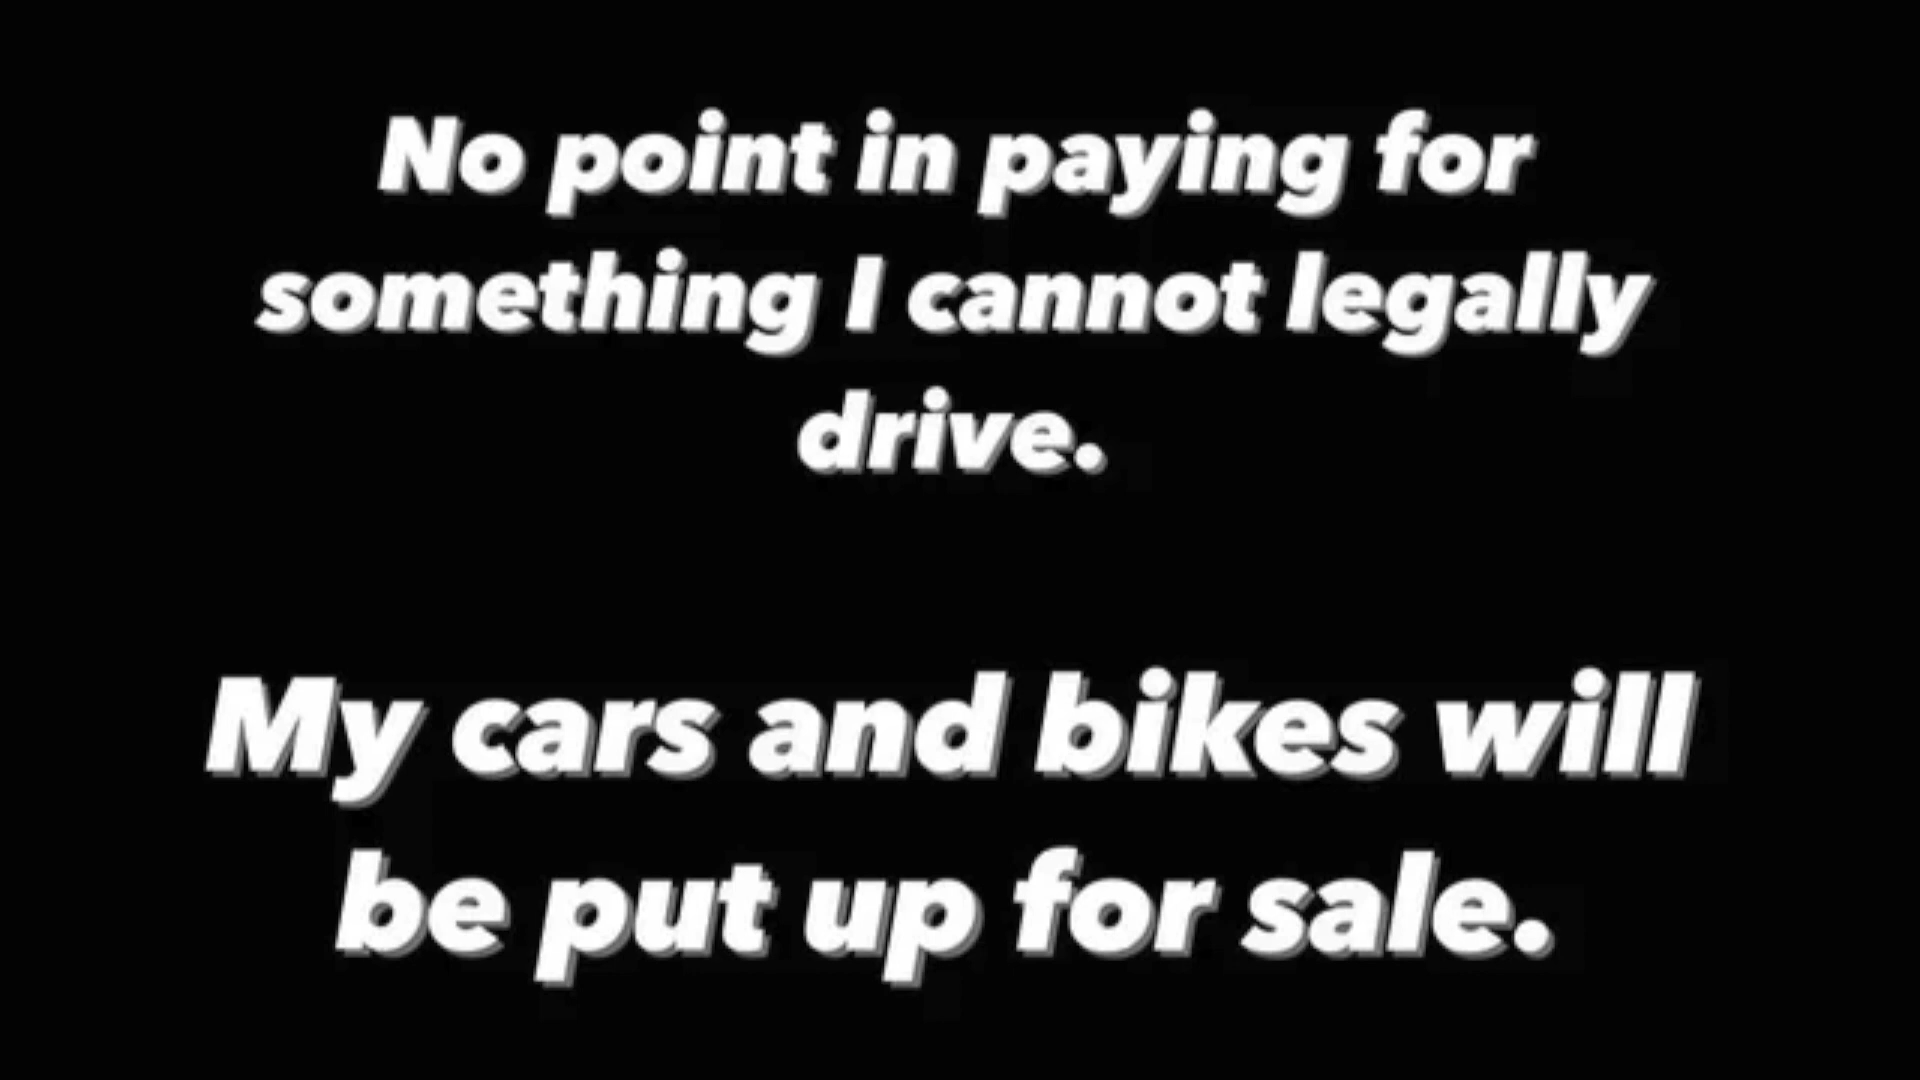 No point in paying for
something I cannot legally
drive.
My cars and bikes will
be put up for sale.